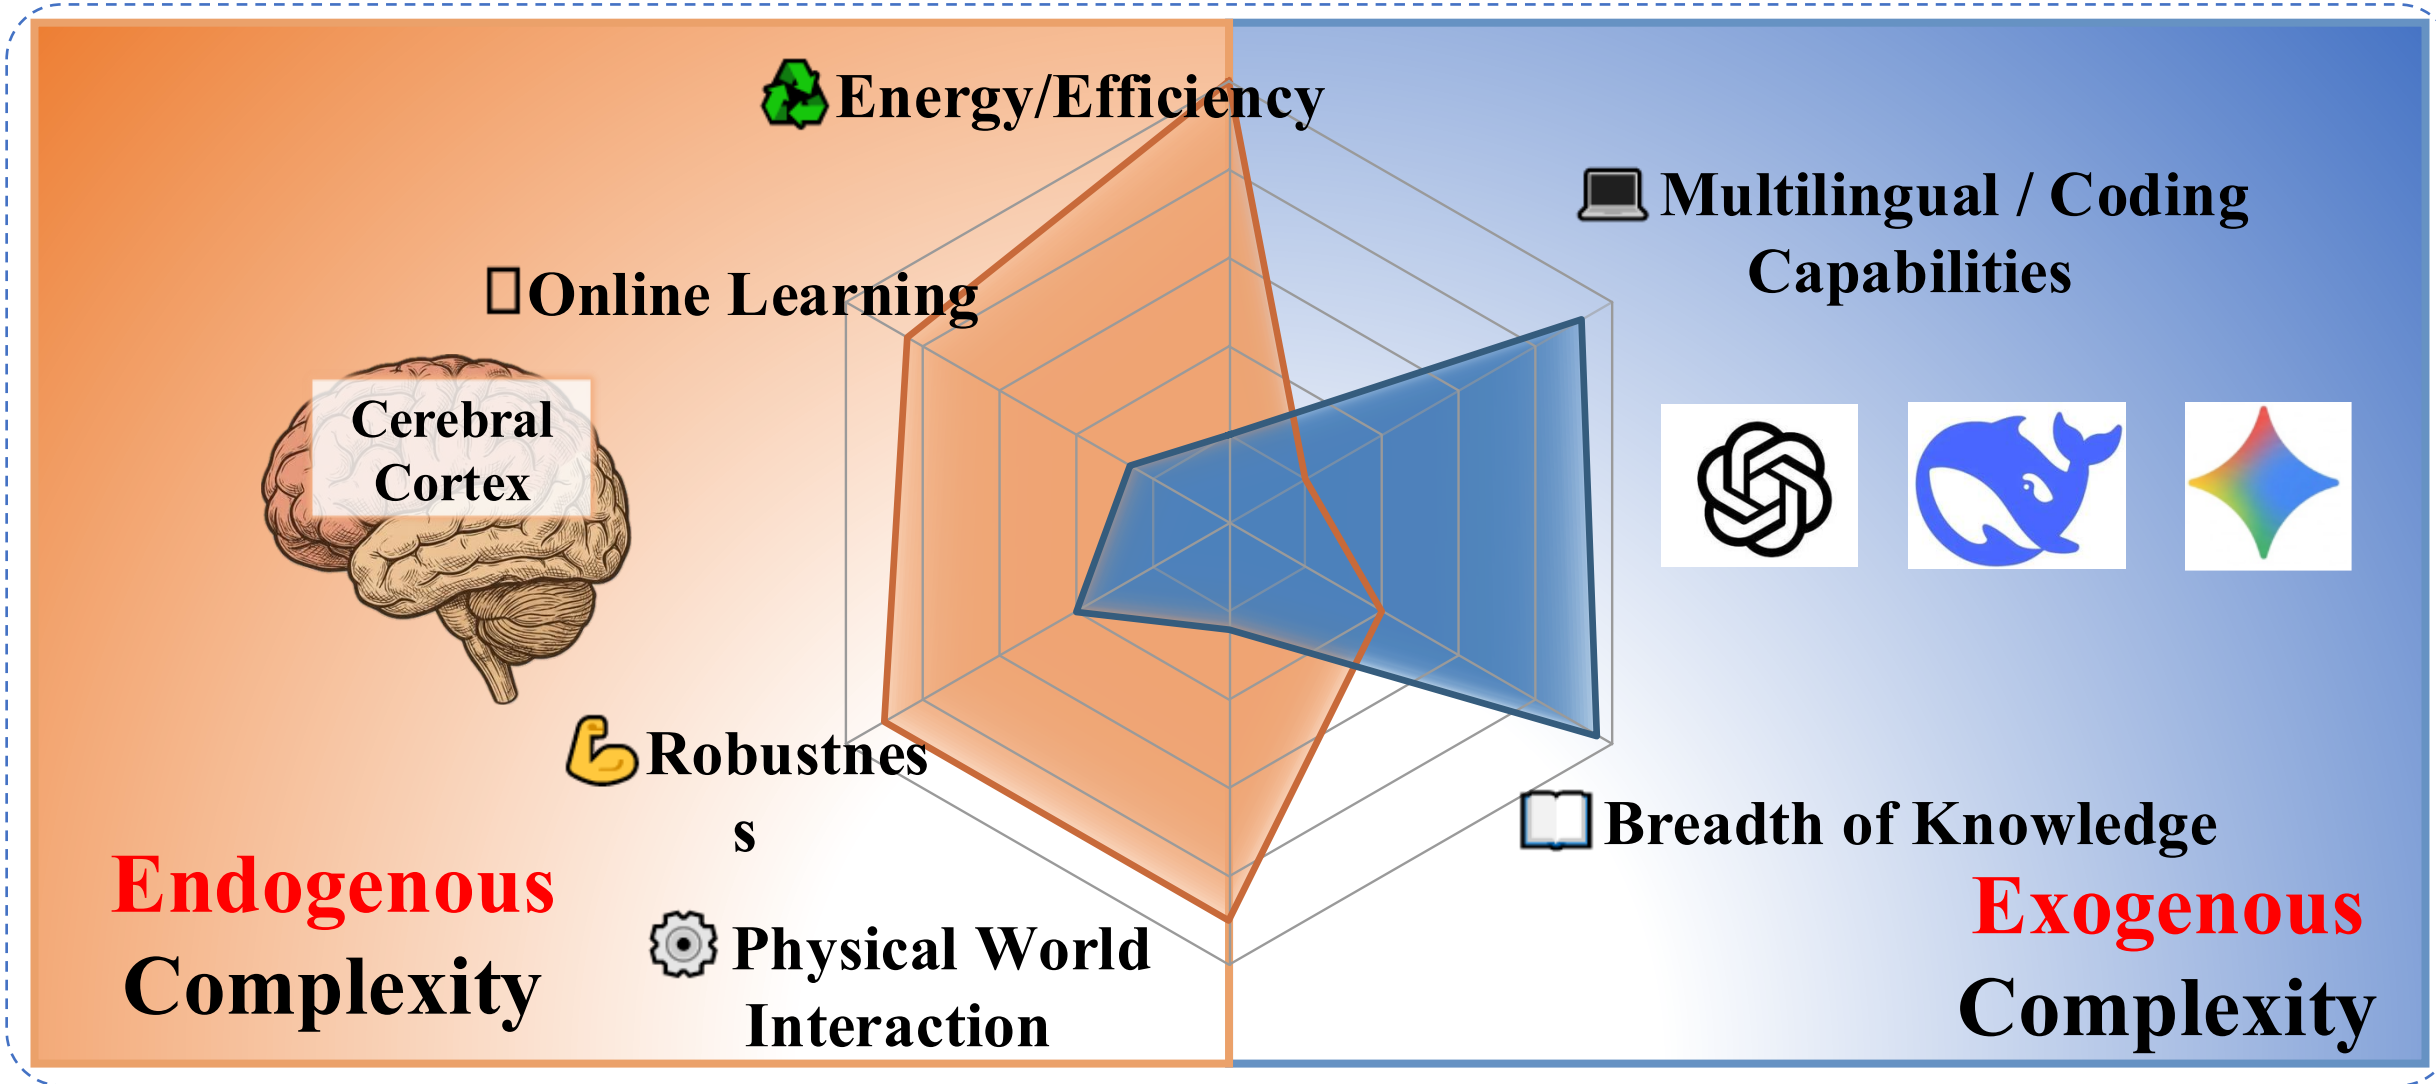 Energy/Efficiency
Multilingual / Coding
Capabilities
Online Learning
Cerebral
Cortex
Robustnes
s
Breadth of Knowledge
Endogenous
Complexity
Physical World
Interaction
Exogenous
Complexity